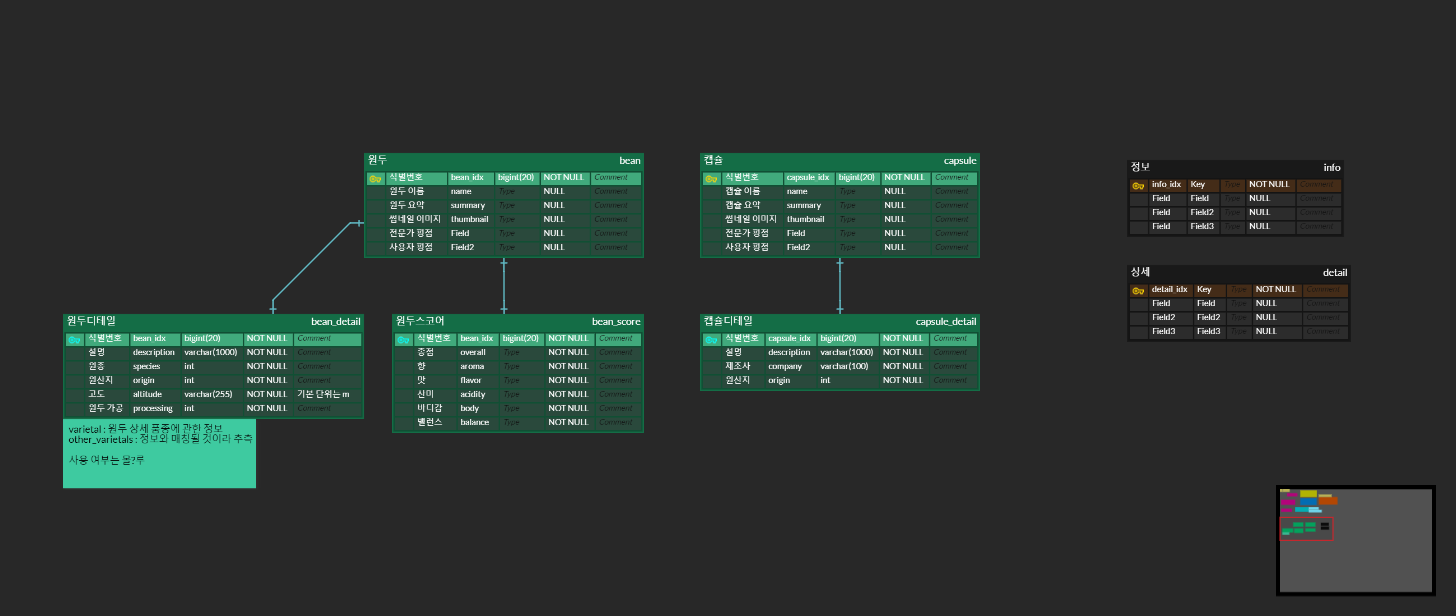 원두 bean
식별번호 bean_idx bigint(20) NOT NULL Comment
원두 이름 name Type NULL Comment
원두 요약 summary Type NULL Comment
썸네일 이미지 thumbnail Type NULL Comment
전문가 평점 Field Type NULL Comment
사용자 평점 Field2 Type NULL Comment
캡슐 capsule
식별번호 capsule_idx bigint(20) NOT NULL Comment
캡슐 이름 name Type NULL Comment
캡슐 요약 summary Type NULL Comment
썸네일 이미지 thumbnail Type NULL Comment
전문가 평점 Field Type NULL Comment
사용자 평점 Field2 Type NULL Comment
정보 info
info_idx Key Type NOT NULL Comment
Field Field Type NULL Comment
Field Field2 Type NULL Comment
Field Field3 Type NULL Comment
상세 detail
detail_idx Key Type NOT NULL Comment
Field Field Type NULL Comment
Field2 Field2 Type NULL Comment
Field3 Field3 Type NULL Comment
원두디테일 bean_detail
식별번호 bean_idx bigint(20) NOT NULL Comment
설명 description varchar(1000) NOT NULL Comment
원종 species int NOT NULL Comment
원산지 origin int NOT NULL Comment
고도 altitude varchar(255) NOT NULL 기본 단위는 m
원두 가공 processing int NOT NULL Comment
varietal : 원두 상세 품종에 관한 정보
other_varietals : 정보와 매칭될 것이라 추측
사용 여부는 몰?루
원두스코어 bean_score
식별번호 bean_idx bigint(20) NOT NULL Comment
총점 overall Type NOT NULL Comment
향 aroma Type NOT NULL Comment
맛 flavor Type NOT NULL Comment
산미 acidity Type NOT NULL Comment
바디감 body Type NOT NULL Comment
밸런스 balance Type NOT NULL Comment
캡슐디테일 capsule_detail
식별번호 capsule_idx bigint(20) NOT NULL Comment
설명 description varchar(1000) NOT NULL Comment
제조사 company varchar(100) NOT NULL Comment
원산지 origin int NOT NULL Comment